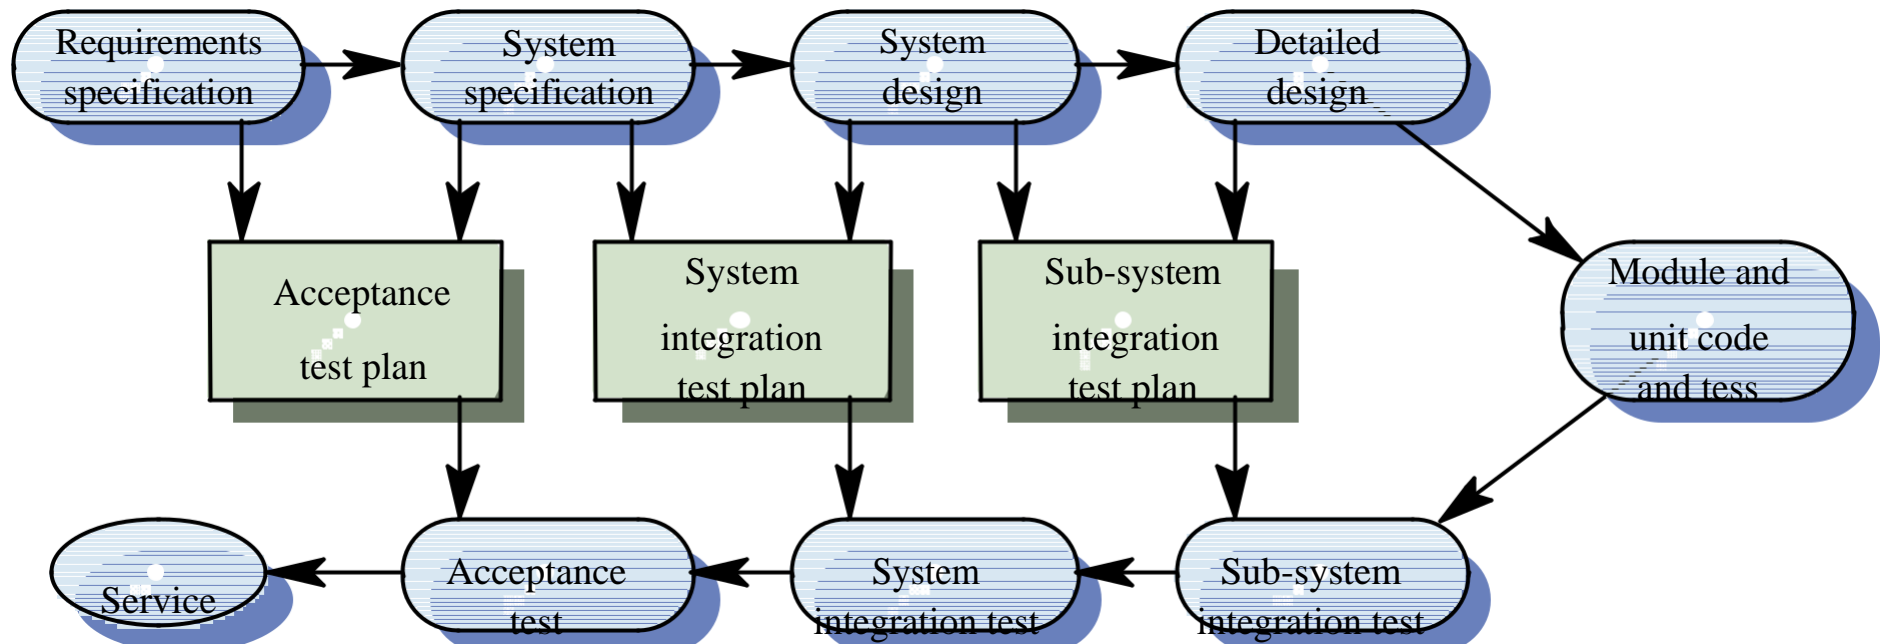 Requirements
specification
System
specification
System
design
Detailed
design
Acceptance
test plan
System
integration
test plan
Sub-system
integration
test plan
Module and
unit code
and tess
Service
Acceptance
test
System
integration test
Sub-system
integration test